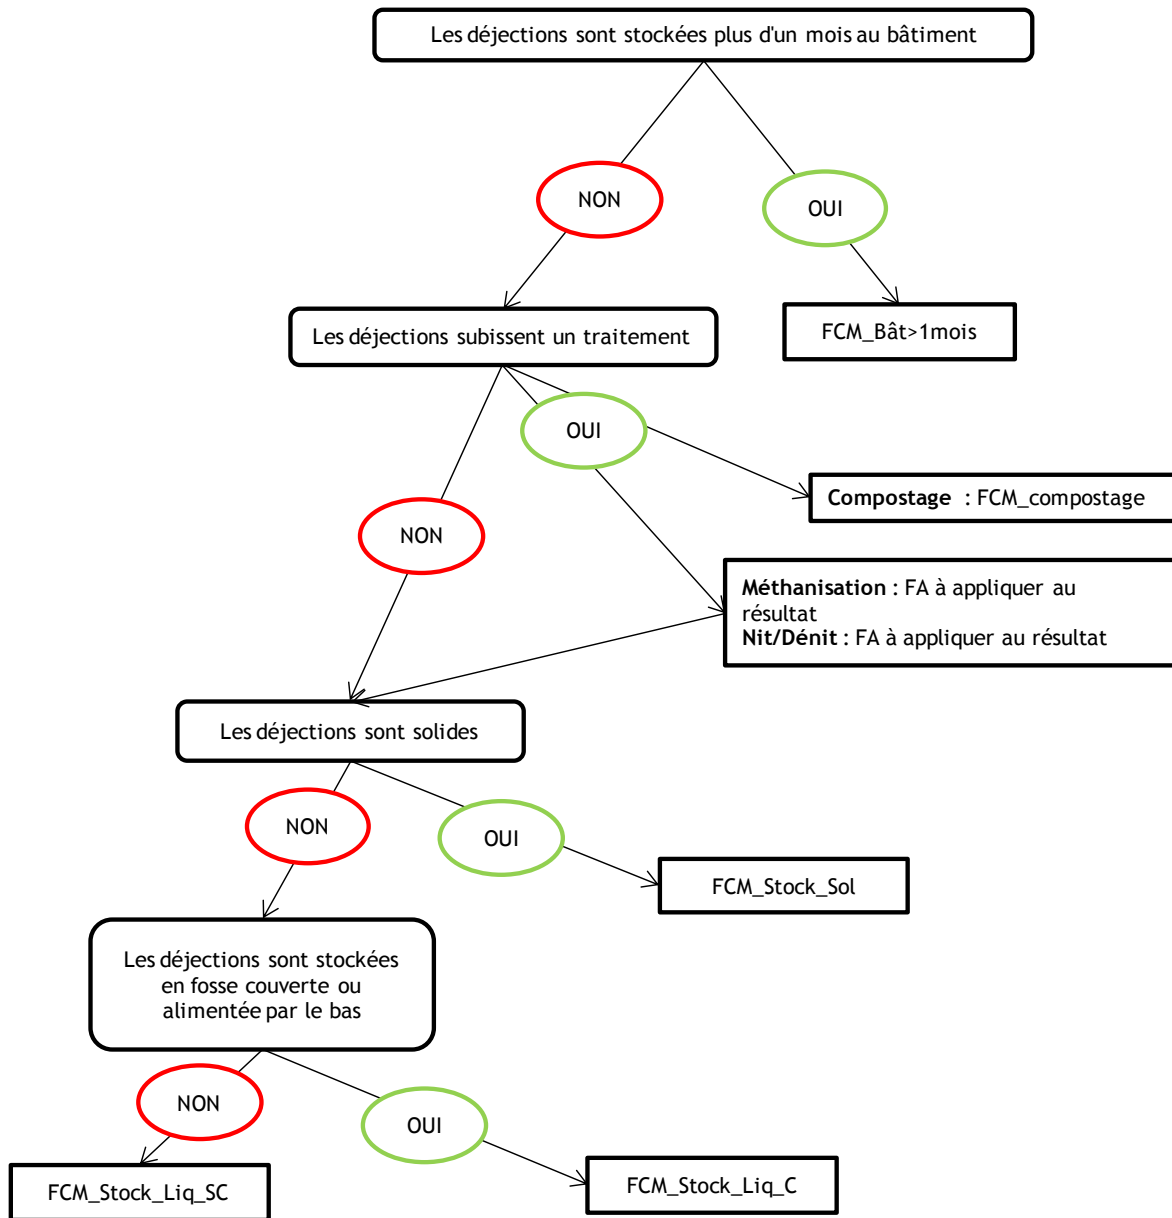 Les déjections sont stockées plus d'un mois au bâtiment
NON
OUI
Les déjections subissent un traitement
FCM_Bât>1mois
OUI
NON
Compostage : FCM_compostage
Méthanisation : FA à appliquer au
résultat
Nit/Dénit : FA à appliquer au résultat
Les déjections sont solides
NON
OUI
FCM_Stock_Sol
Les déjections sont stockées
en fosse couverte ou
alimentée par le bas
NON
OUI
FCM_Stock_Liq_SC
FCM_Stock_Liq_C